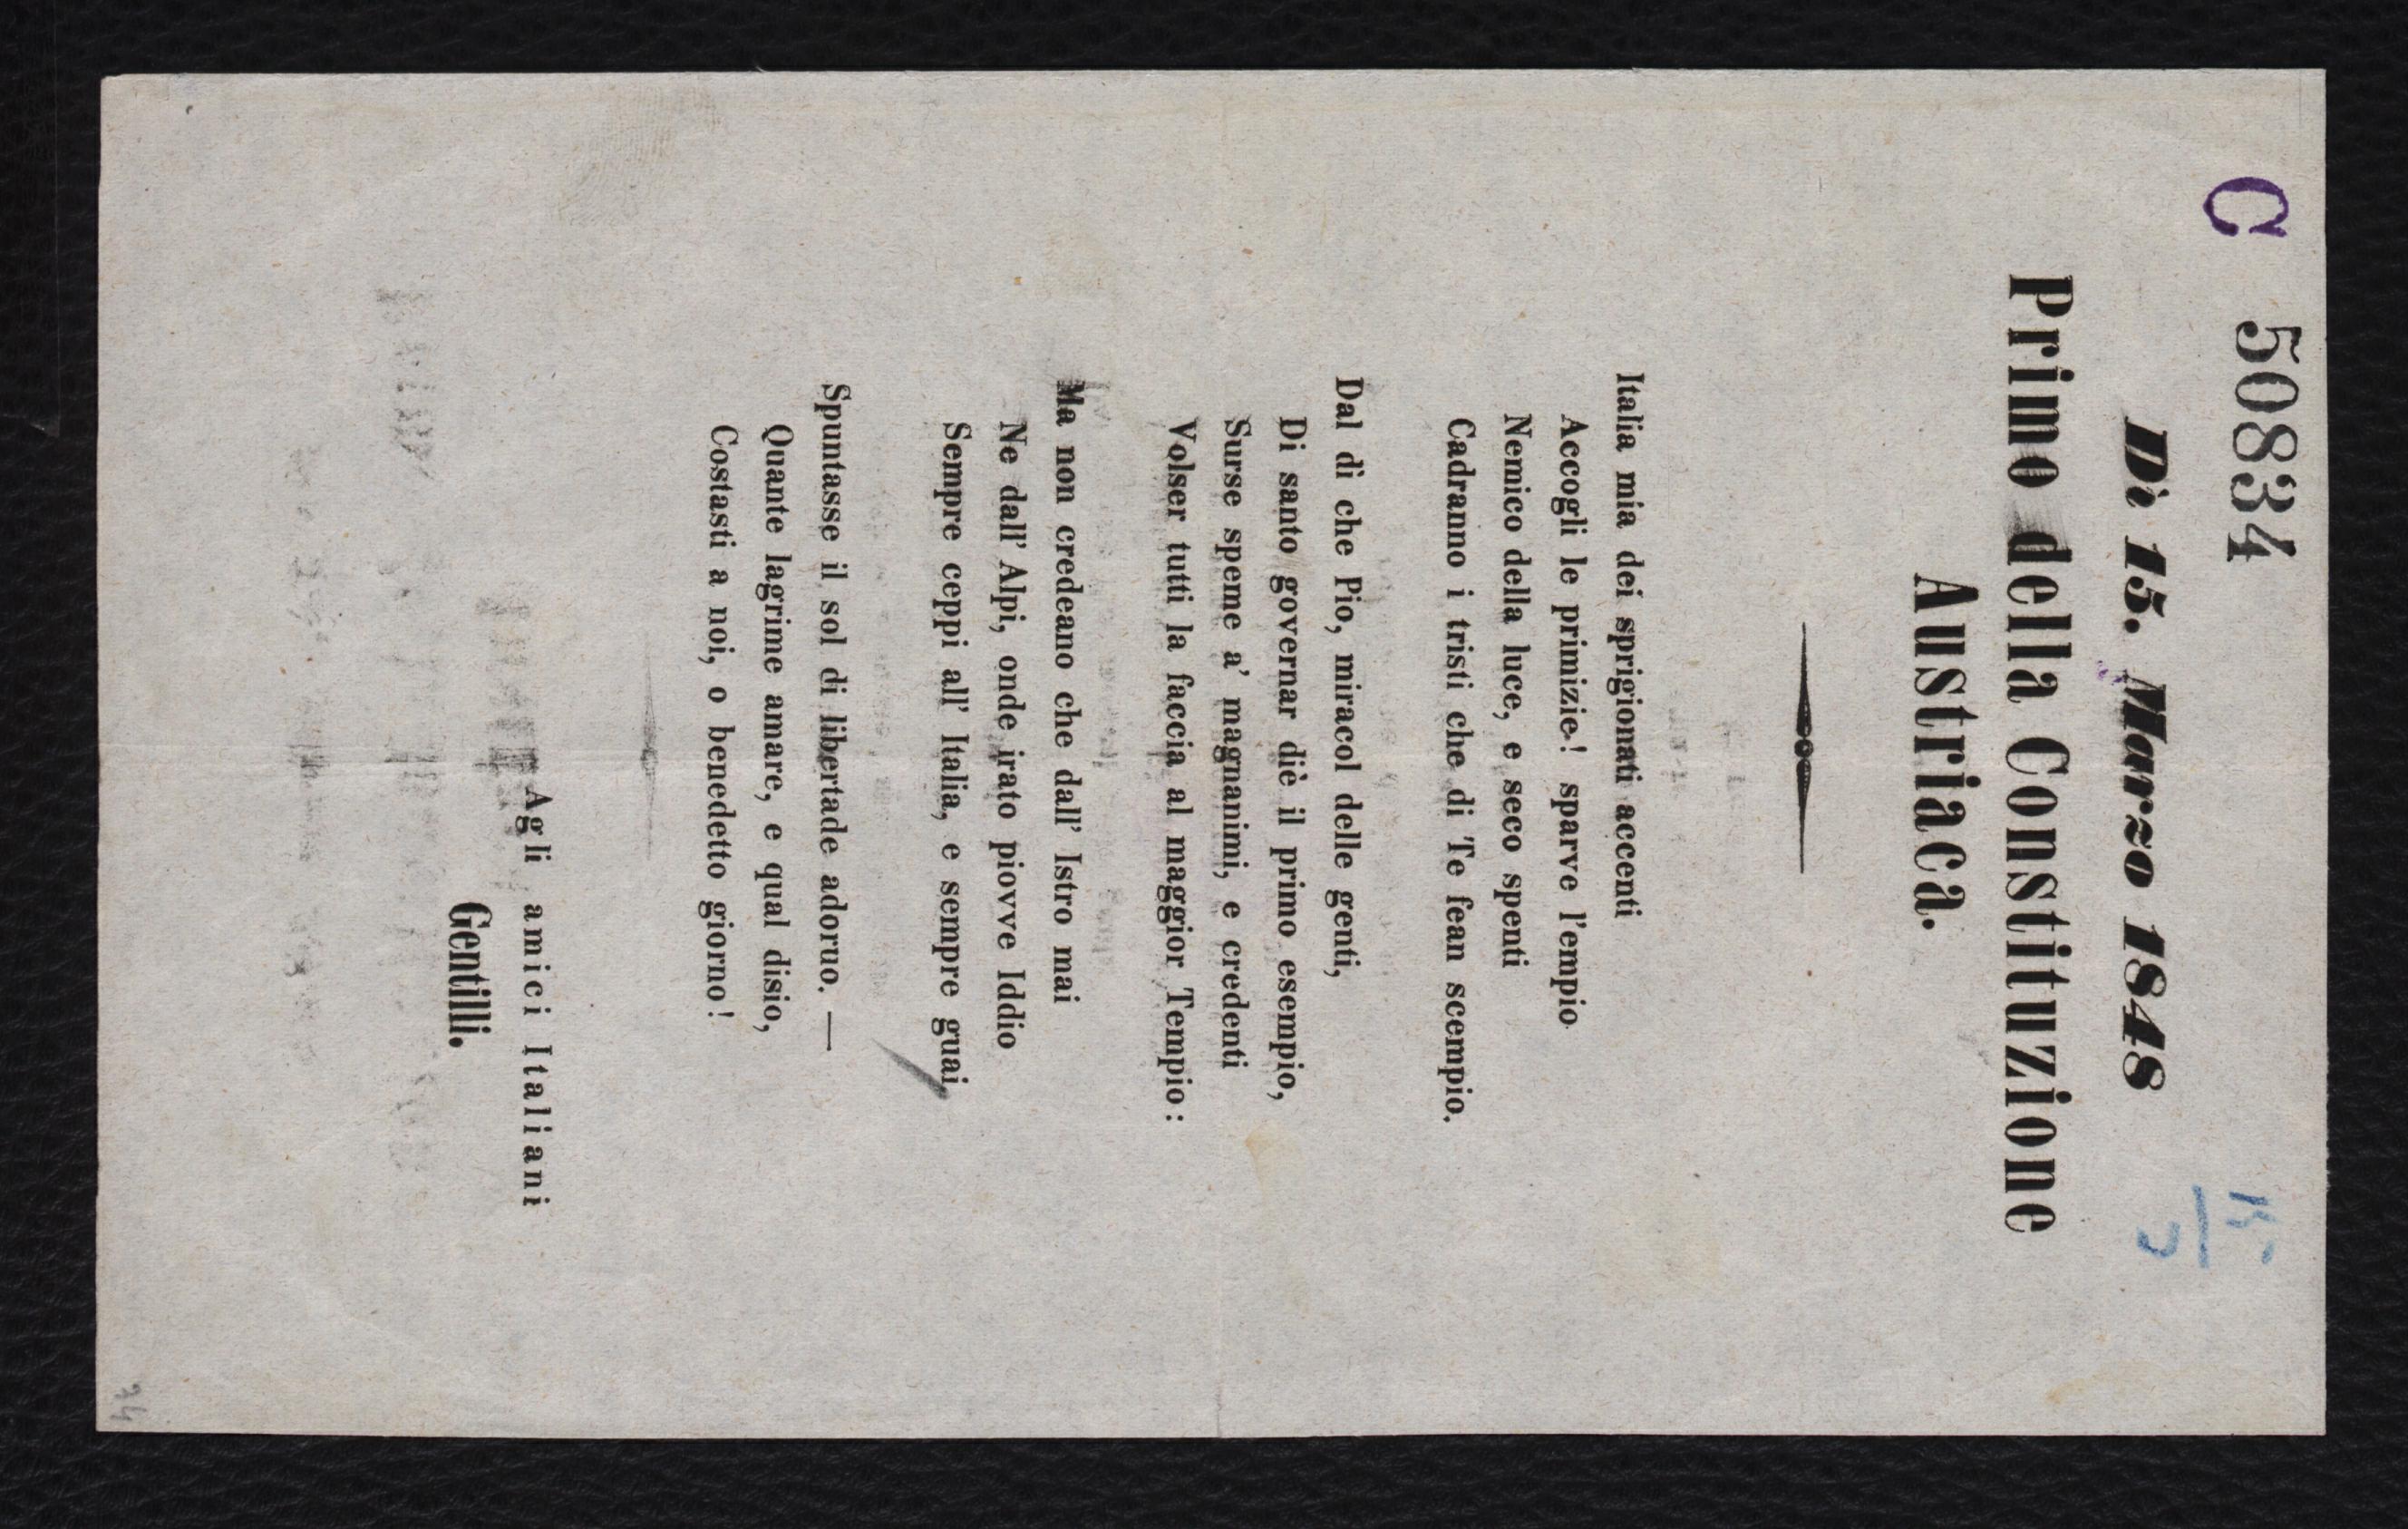 C 50834
Dì 15. Marzo 1848
Primo della Constituzione
Austriaca.
Italia mia dei sprigionati accenti
Accogli le primizie! sparve l'empio
Nemico della luce, e seco spenti
Cadranno i tristi che di Te fean scempio.
Dal dì che Pio, miracol delle genti,
Di santo governar diè il primo esempio,
Surse speme a' magnanimi, e credenti
Volser tutti la faccia al maggior Tempio:
Ma non credeano che dall' Istro mai
Ne dall' Alpi, onde irato piovve Iddio
Sempre ceppi all' Italia, e sempre guai
Spuntasse il sol di libertade adoruo. —
Quante lagrime amare, e qual disio,
Costasti a noi, o benedetto giorno!
Agli amici Italiani
Gentilli.
34